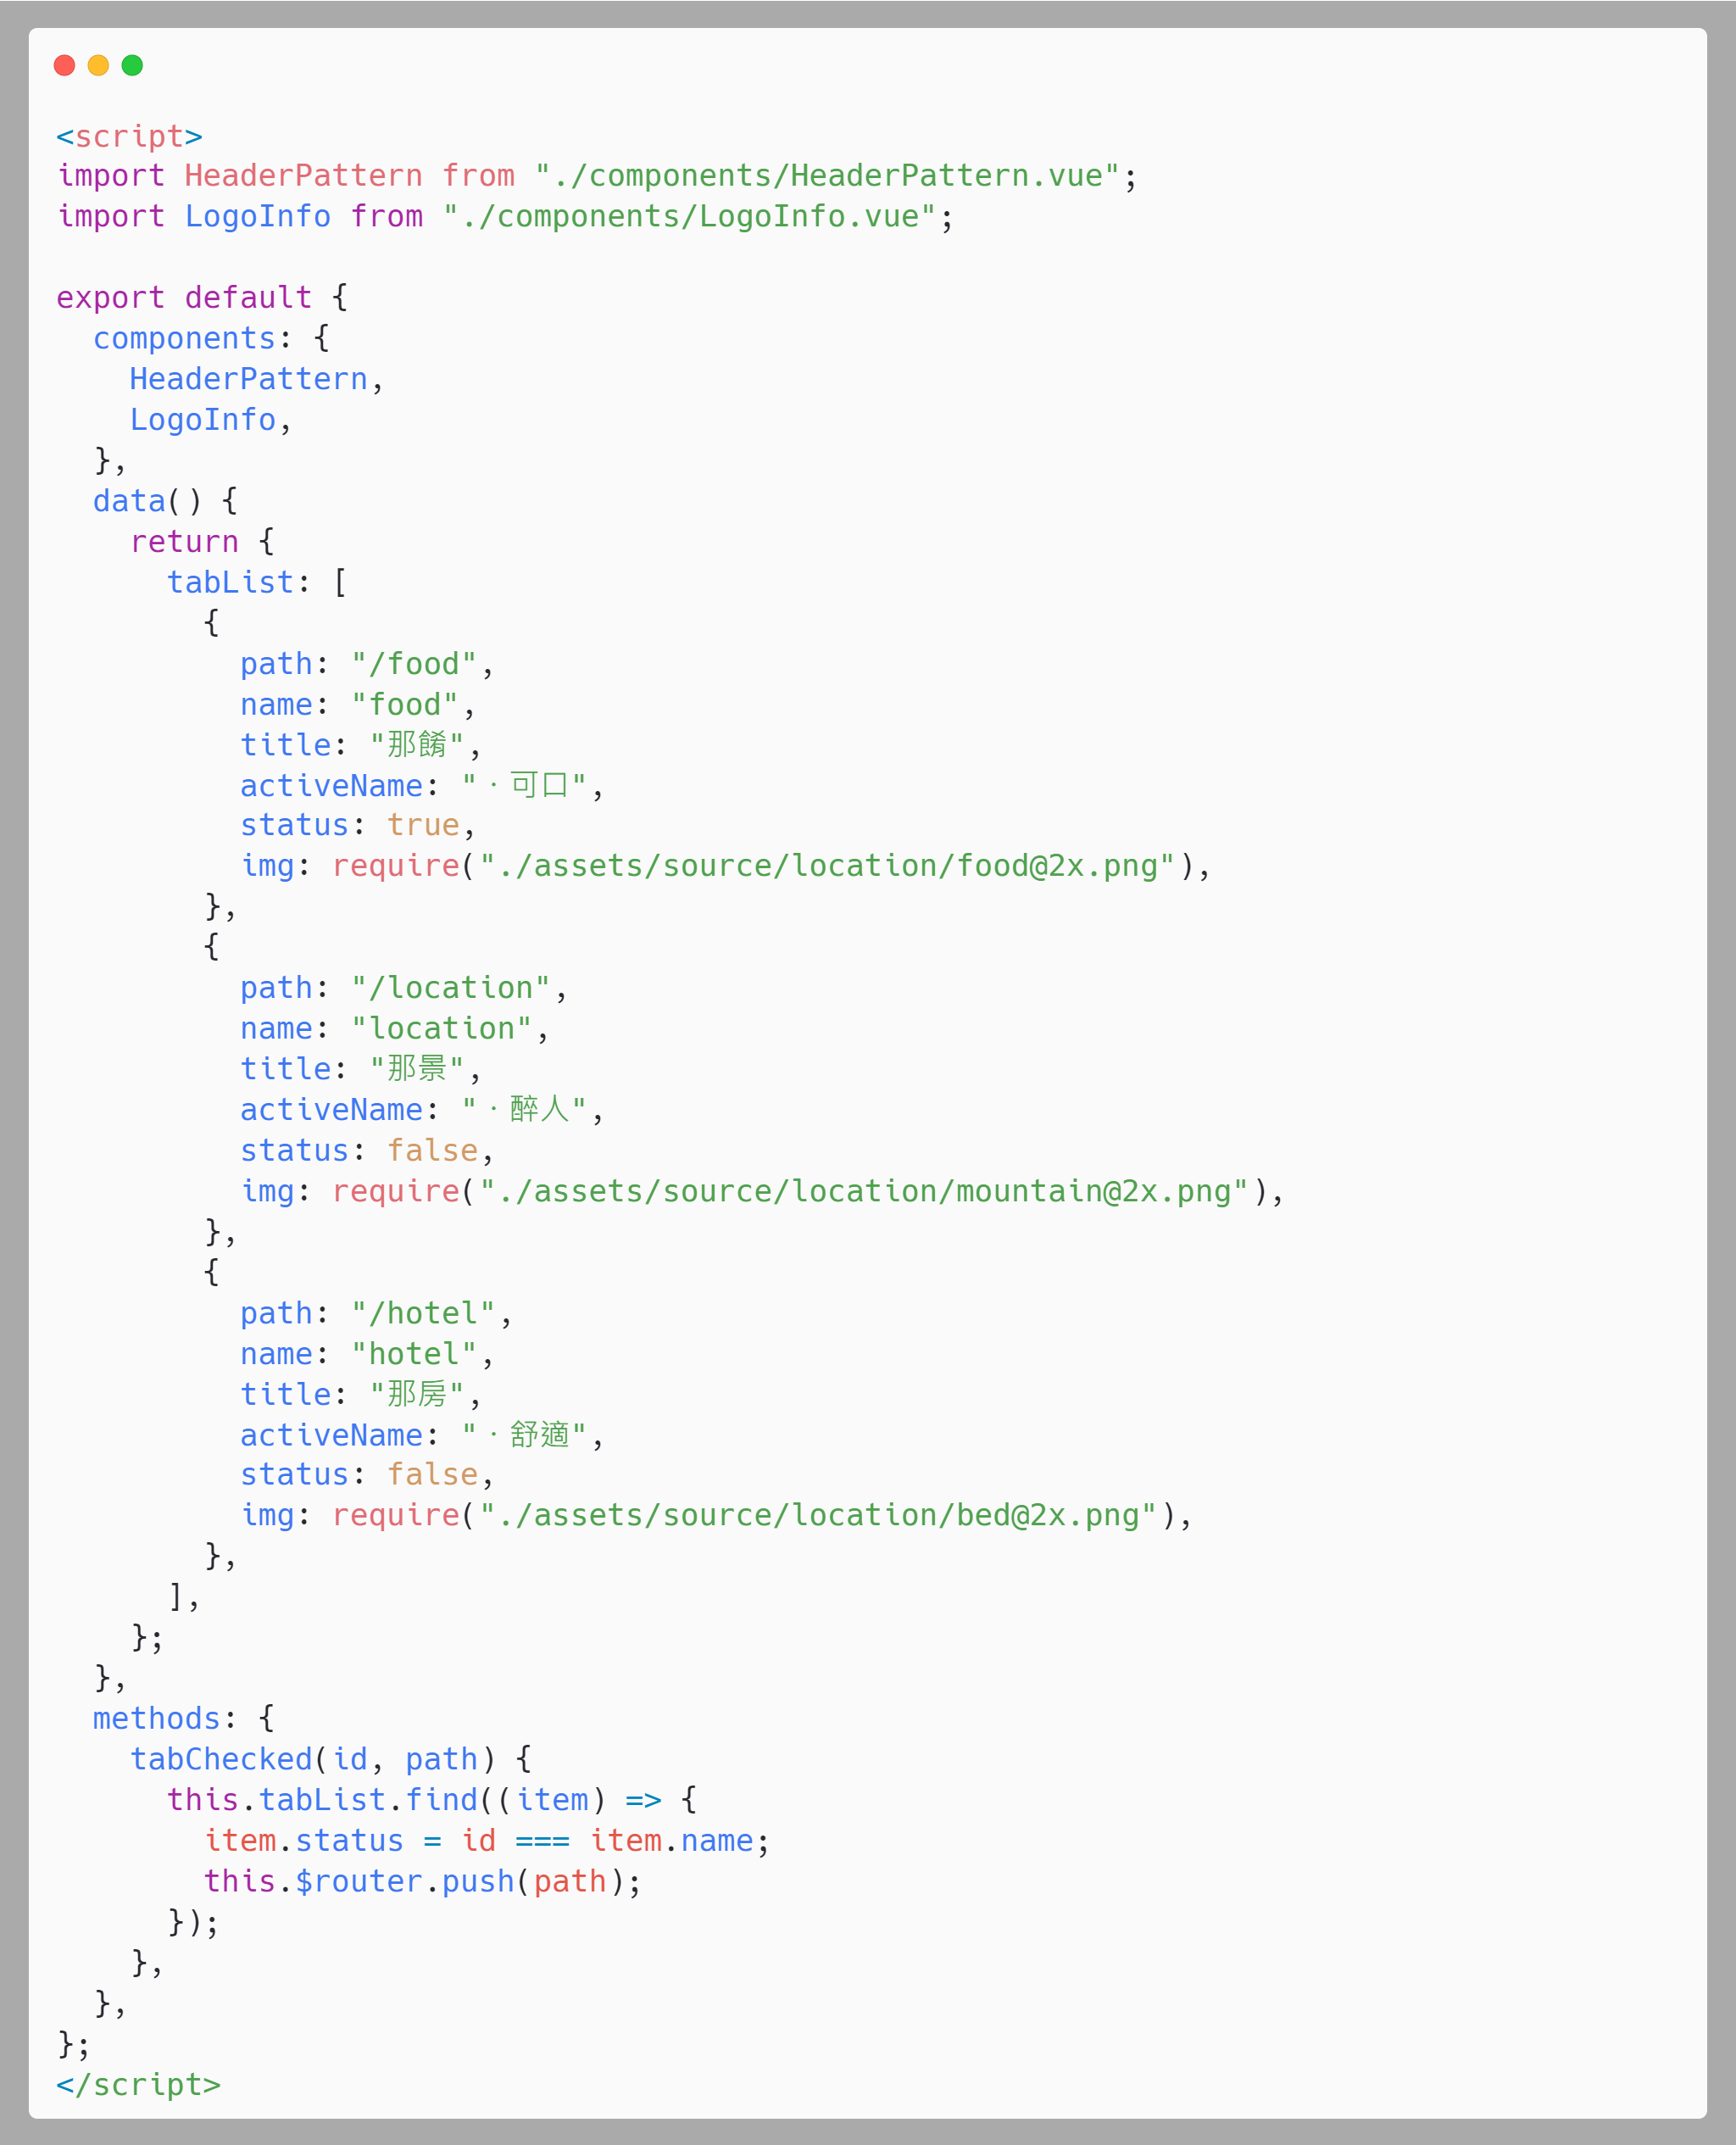 <script>
import HeaderPattern from "./components/HeaderPattern.vue";
import LogoInfo from "./components/LogoInfo.vue";

export default {
  components: {
    HeaderPattern,
    LogoInfo,
  },
  data() {
    return {
      tabList: [
        {
          path: "/food",
          name: "food",
          title: "那餚",
          activeName: "‧可口",
          status: true,
          img: require("./assets/source/location/food@2x.png"),
        },
        {
          path: "/location",
          name: "location",
          title: "那景",
          activeName: "‧醉人",
          status: false,
          img: require("./assets/source/location/mountain@2x.png"),
        },
        {
          path: "/hotel",
          name: "hotel",
          title: "那房",
          activeName: "‧舒適",
          status: false,
          img: require("./assets/source/location/bed@2x.png"),
        },
      ],
    };
  },
  methods: {
    tabChecked(id, path) {
      this.tabList.find((item) => {
        item.status = id === item.name;
        this.$router.push(path);
      });
    },
  },
};
</script>